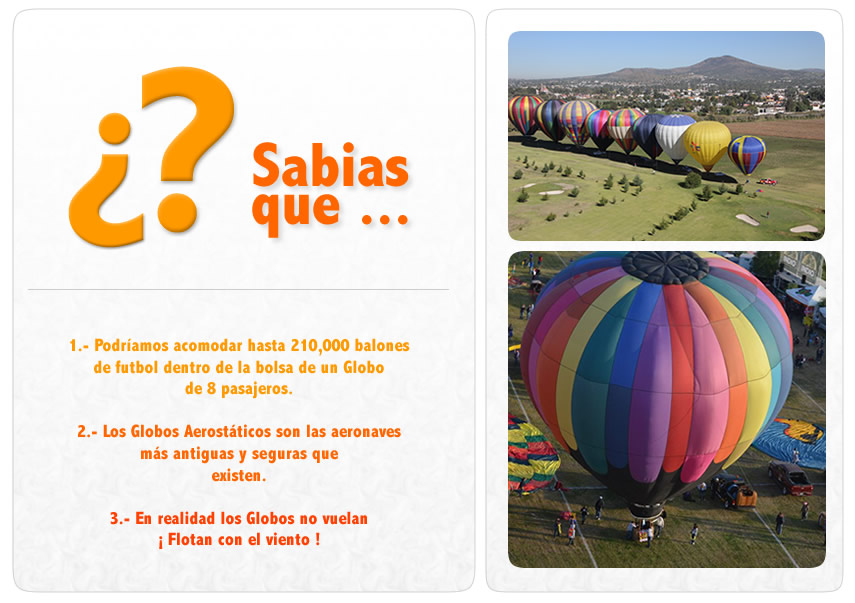 ¿?
Sabias
que ...
1.- Podríamos acomodar hasta 210,000 balones
de futbol dentro de la bolsa de un Globo
de 8 pasajeros.
2.- Los Globos Aerostáticos son las aeronaves
más antiguas y seguras que
existen.
3.- En realidad los Globos no vuelan
¡ Flotan con el viento !